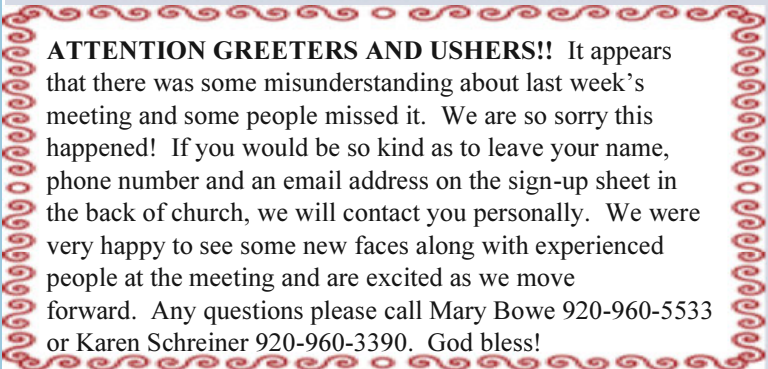 ATTENTION GREETERS AND USHERS!! It appears
that there was some misunderstanding about last week's
meeting and some people missed it. We are so sorry this
happened! If you would be so kind as to leave your name,
phone number and an email address on the sign-up sheet in
the back of church, we will contact you personally. We were
very happy to see some new faces along with experienced
people at the meeting and are excited as we move
forward. Any questions please call Mary Bowe 920-960-5533
or Karen Schreiner 920-960-3390. God bless!